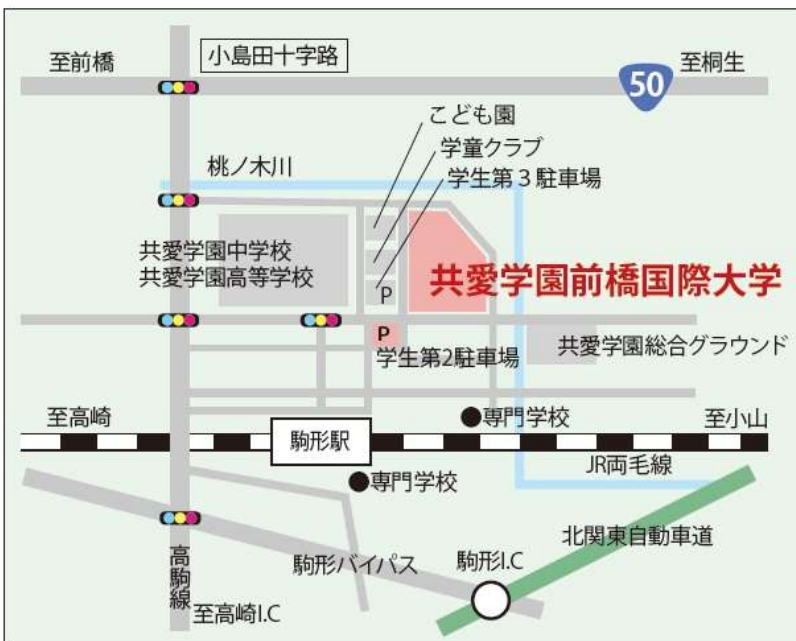 至前橋
小島田十字路
50
至桐生
こども園
学童クラブ
桃ノ木川
学生第３駐車場
共愛学園中学校
共愛学園高等学校
共愛学園前橋国際大学
P
P
学生第2駐車場
共愛学園総合グラウンド
至高崎
専門学校
至小山
駒形駅
JR両毛線
専門学校
北関東自動車道
駒形バイパス
駒形I.C
高駒線
至高崎I.C